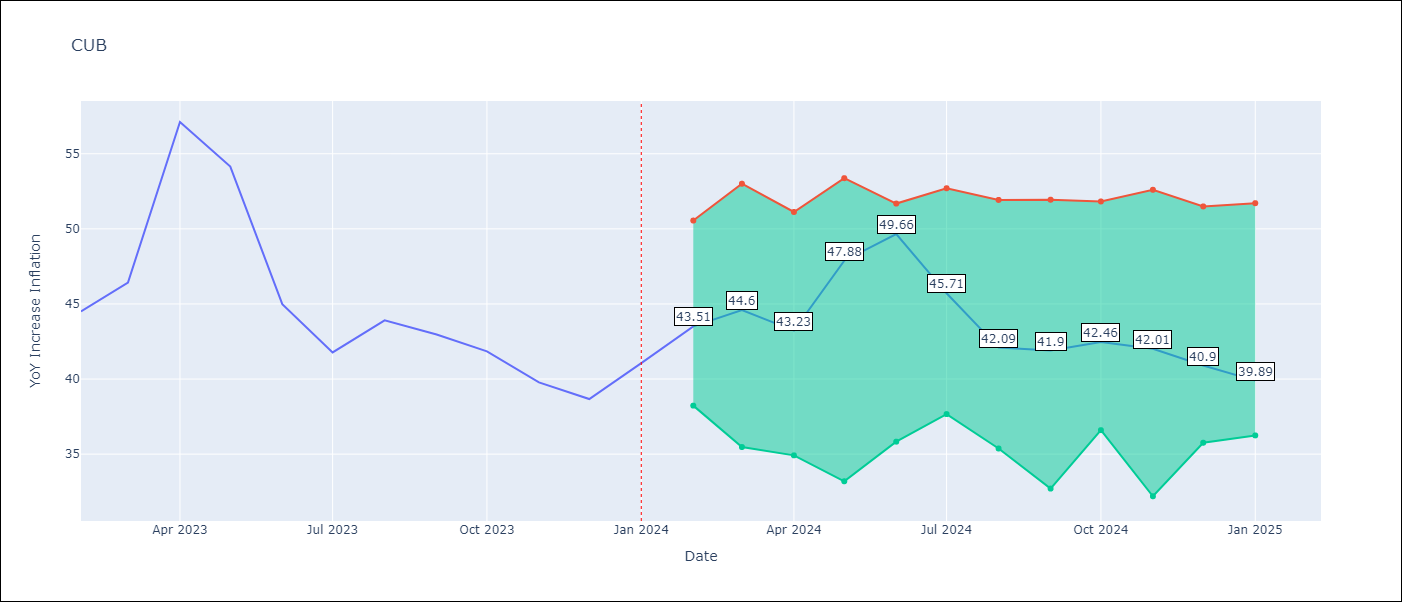 CUB
YoY Increase Inflation
55
50
45
40
35
43.51
44.6
43.23
47.88
49.66
45.71
42.09
41.9
42.46
42.01
40.9
39.89
Apr 2023
Jul 2023
Oct 2023
Jan 2024
Apr 2024
Jul 2024
Oct 2024
Jan 2025
Date